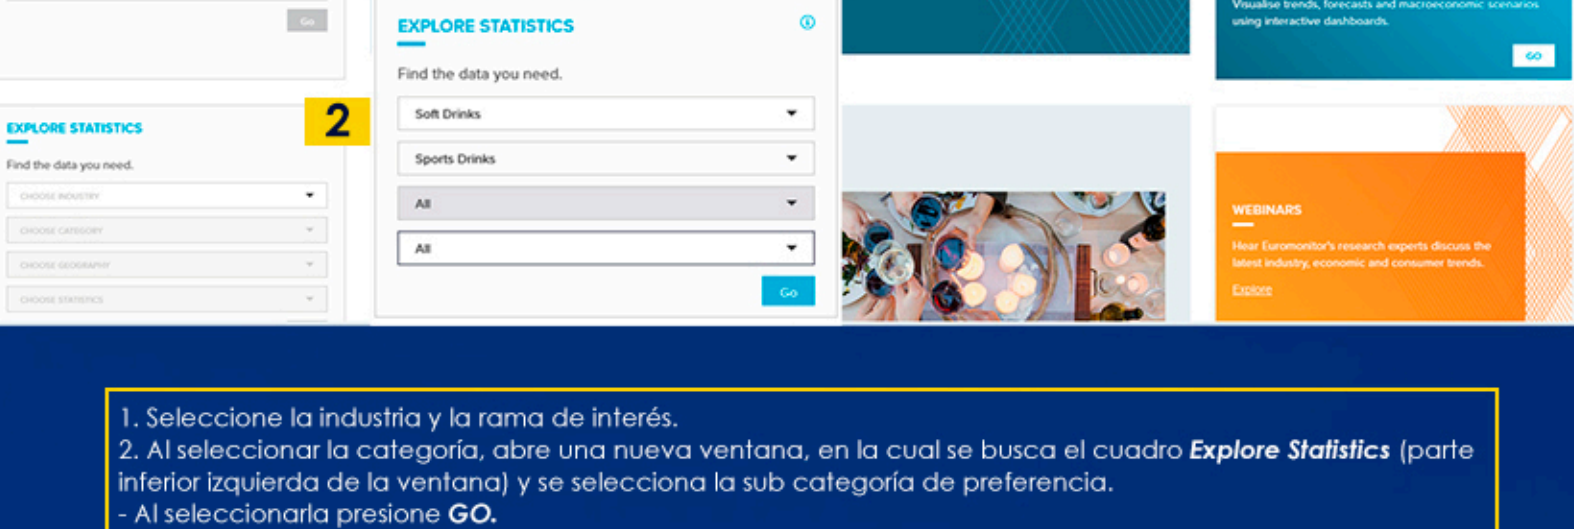 Go
EXPLORE STATISTICS
Find the data you need.
CHOOSE INDUSTRY
CHOOSE CATEGORY
CHOOSE GEOGRAPHY
CHOOSE STATISTICS
2
EXPLORE STATISTICS
Find the data you need.
Soft Drinks
Sports Drinks
All
All
Go
Visualise trends, forecasts and macroeconomic scenarios
using interactive dashboards.
GO
WEBINARS
Hear Euromonitor's research experts discuss the
latest industry, economic and consumer trends.
Explore
1. Seleccione la industria y la rama de interés.
2. Al seleccionar la categoría, abre una nueva ventana, en la cual se busca el cuadro Explore Statistics (parte
inferior izquierda de la ventana) y se selecciona la sub categoría de preferencia.
- Al seleccionarla presione GO.